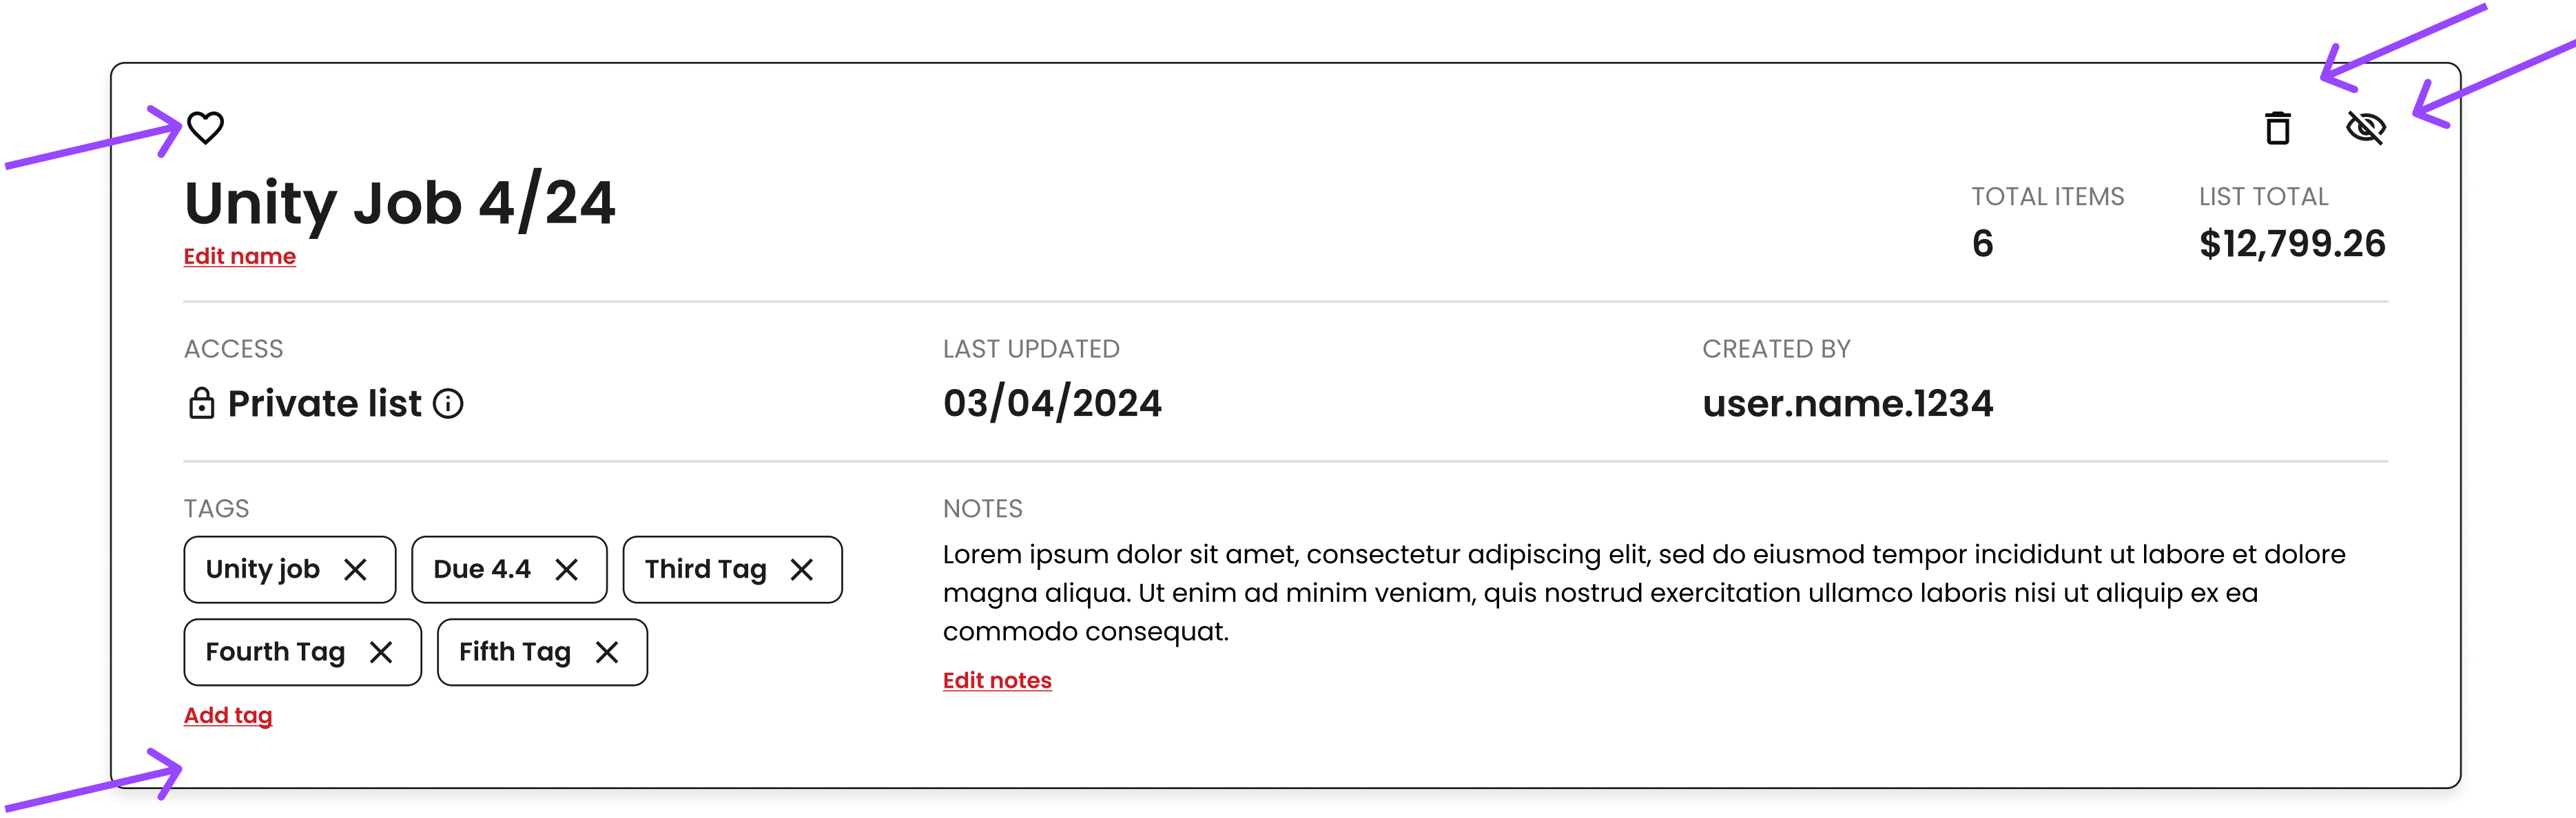 Unity Job 4/24
Edit name
TOTAL ITEMS
6
LIST TOTAL
$12,799.26
ACCESS
Private list
LAST UPDATED
03/04/2024
CREATED BY
user.name.1234
TAGS
Unity job
Due 4.4
Third Tag
Fourth Tag
Fifth Tag
Add tag
NOTES
Lorem ipsum dolor sit amet, consectetur adipiscing elit, sed do eiusmod tempor incididunt ut labore et dolore
magna aliqua. Ut enim ad minim veniam, quis nostrud exercitation ullamco laboris nisi ut aliquip ex ea
commodo consequat.
Edit notes